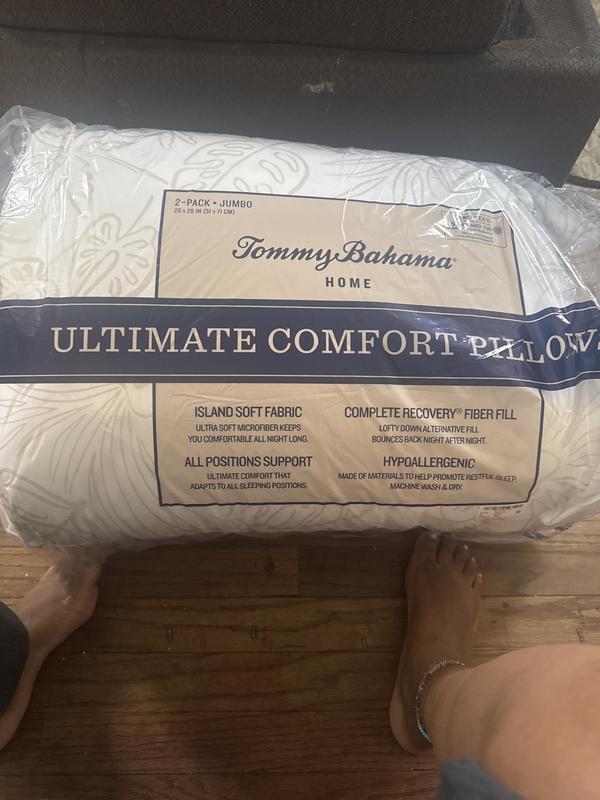 2-PACK • JUMBO
20 x 28 IN (51 x 71 CM)
Tommy Bahama®
HOME
ULTIMATE COMFORT PILLOWS
ISLAND SOFT FABRIC
ULTRA SOFT MICROFIBER KEEPS
YOU COMFORTABLE ALL NIGHT LONG.
COMPLETE RECOVERY® FIBER FILL
LOFTY DOWN ALTERNATIVE FILL
BOUNCES BACK NIGHT AFTER NIGHT.
ALL POSITIONS SUPPORT
ULTIMATE COMFORT THAT
ADAPTS TO ALL SLEEPING POSITIONS.
HYPOALLERGENIC
MADE OF MATERIALS TO HELP PROMOTE RESTFUL SLEEP.
MACHINE WASH & DRY.